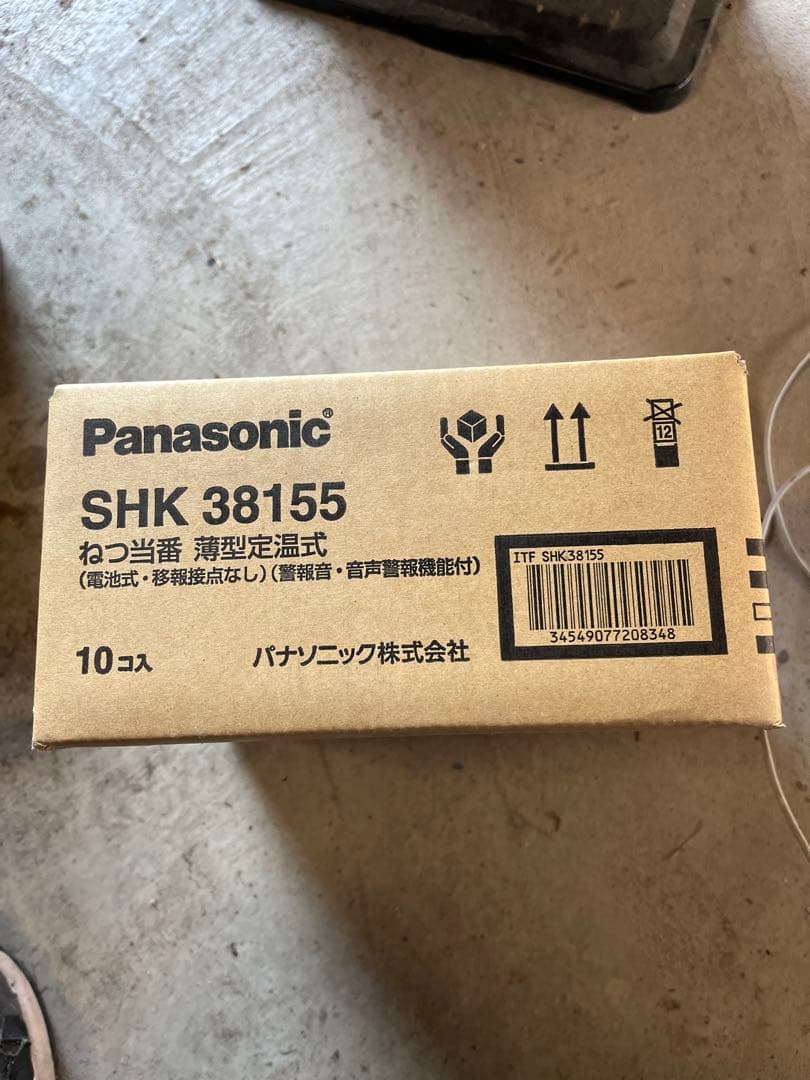 Panasonic®
SHK 38155
ねつ当番 薄型定温式
(電池式・移報接点なし)(警報音・音声警報機能付)
10コ入
パナソニック株式会社
12
ITF SHK38155
34549077208348